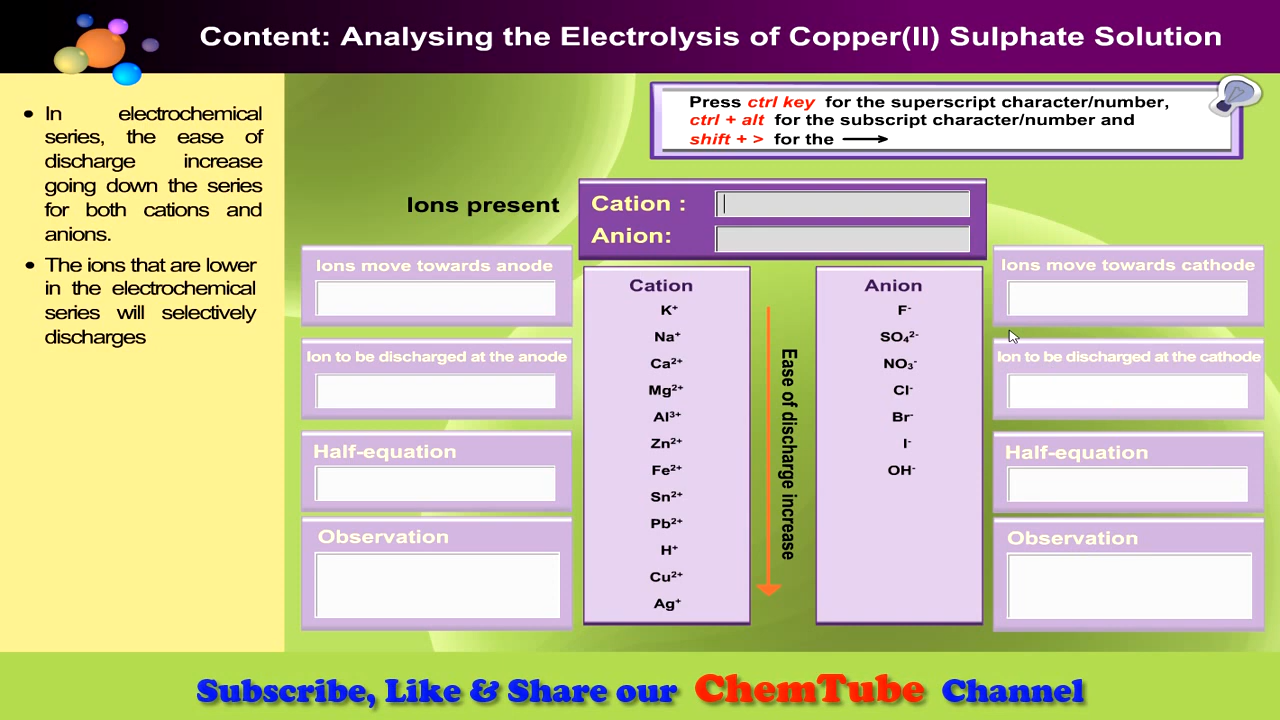 Content: Analysing the Electrolysis of Copper(II) Sulphate Solution
• In electrochemical
series, the ease of
discharge increase
going down the series
for both cations and
anions.
• The ions that are lower
in the electrochemical
series will selectively
discharges
Press ctrl key for the superscript character/number,
ctrl + alt for the subscript character/number and
shift + > for the ⟶
Ions present
Cation :
Anion:
Ions move towards anode
Ion to be discharged at the anode
Half-equation
Observation
Cation
K⁺
Na⁺
Ca²⁺
Mg²⁺
Al³⁺
Zn²⁺
Fe²⁺
Sn²⁺
Pb²⁺
H⁺
Cu²⁺
Ag⁺
Ease of discharge increase
Anion
F⁻
SO₄²⁻
NO₃⁻
Cl⁻
Br⁻
I⁻
OH⁻
Ions move towards cathode
Ion to be discharged at the cathode
Half-equation
Observation
Subscribe, Like & Share our ChemTube Channel